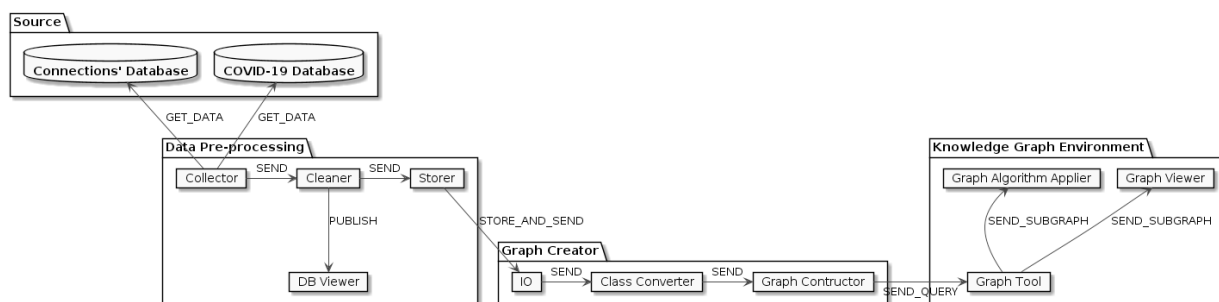 Source
Connections' Database
COVID-19 Database
GET_DATA
GET_DATA
Data Pre-processing
Collector
SEND
Cleaner
SEND
Storer
PUBLISH
DB Viewer
STORE_AND_SEND
Graph Creator
IO
SEND
Class Converter
SEND
Graph Contructor
SEND_QUERY
Knowledge Graph Environment
Graph Algorithm Applier
Graph Viewer
SEND_SUBGRAPH
SEND_SUBGRAPH
Graph Tool